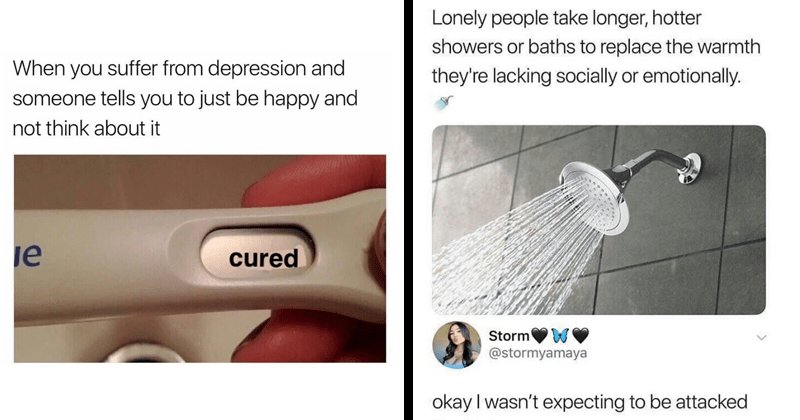 When you suffer from depression and
someone tells you to just be happy and
not think about it
ue
cured
Lonely people take longer, hotter
showers or baths to replace the warmth
they're lacking socially or emotionally.
🚿
Storm🖤🦋🖤
@stormyamaya
okay I wasn't expecting to be attacked